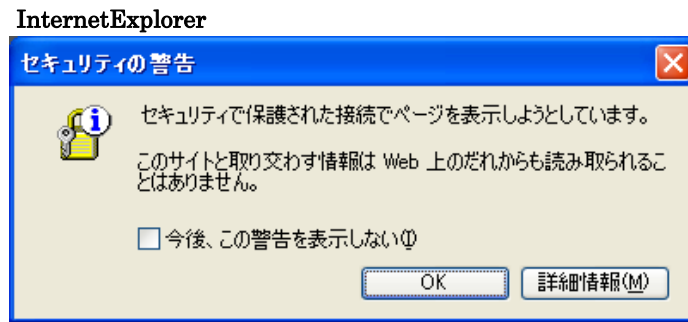 InternetExplorer
セキュリティの警告
セキュリティで保護された接続でページを表示しようとしています。
このサイトと取り交わす情報は Web 上のだれからも読み取られるこ
とはありません。
今後、この警告を表示しない(I)
OK
詳細情報(M)